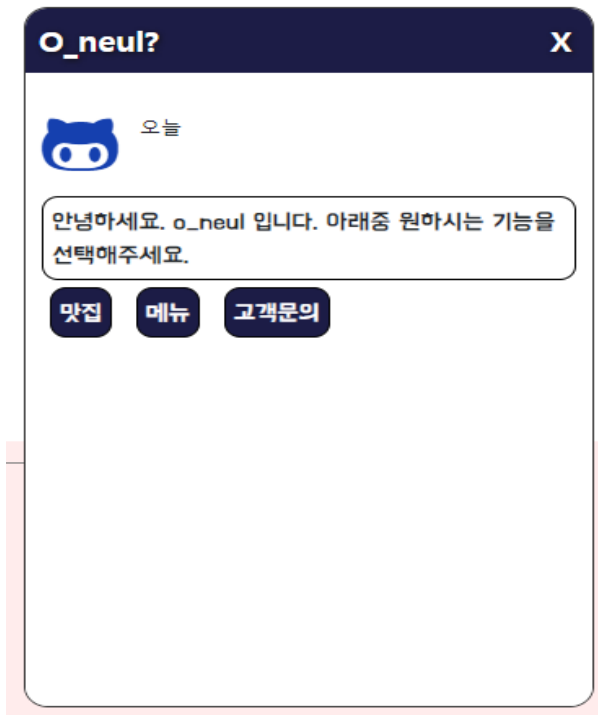 O_neul?
X
오늘
안녕하세요. o_neul 입니다. 아래중 원하시는 기능을
선택해주세요.
맛집 메뉴 고객문의